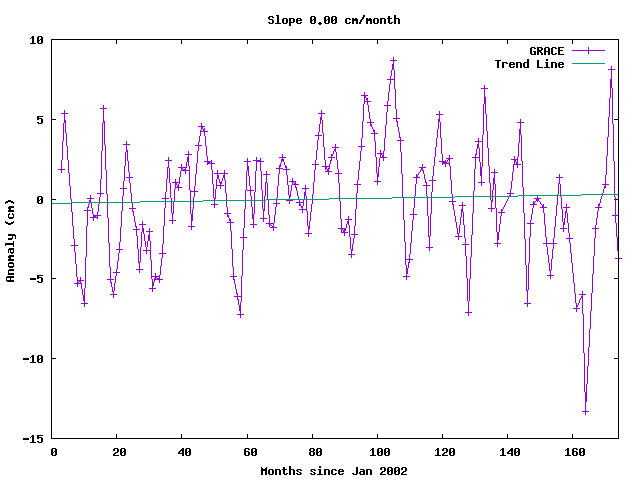 Slope 0.00 cm/month
GRACE
Trend Line
10
5
0
-5
-10
-15
Anomaly (cm)
0 20 40 60 80 100 120 140 160
Months since Jan 2002